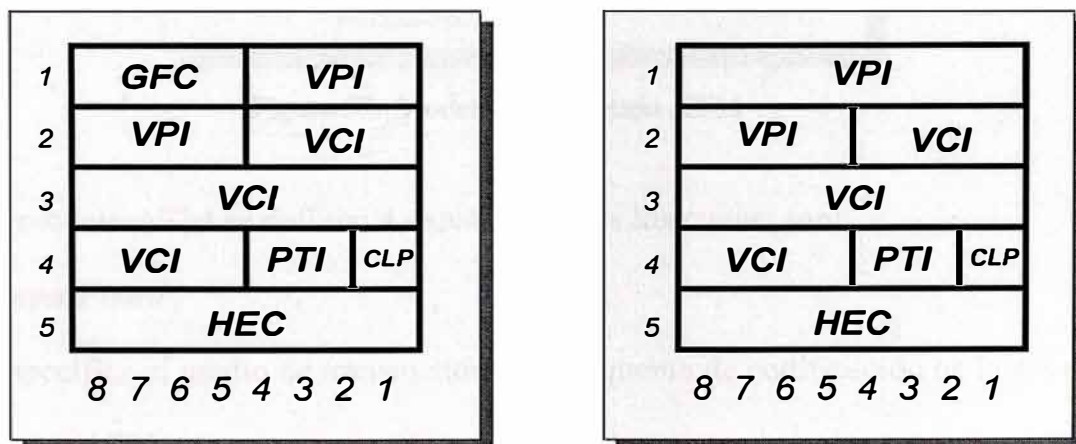 1 GFC VPI
2 VPI VCI
3 VCI
4 VCI PTI CLP
5 HEC
8 7 6 5 4 3 2 1
1 VPI
2 VPI VCI
3 VCI
4 VCI PTI CLP
5 HEC
8 7 6 5 4 3 2 1